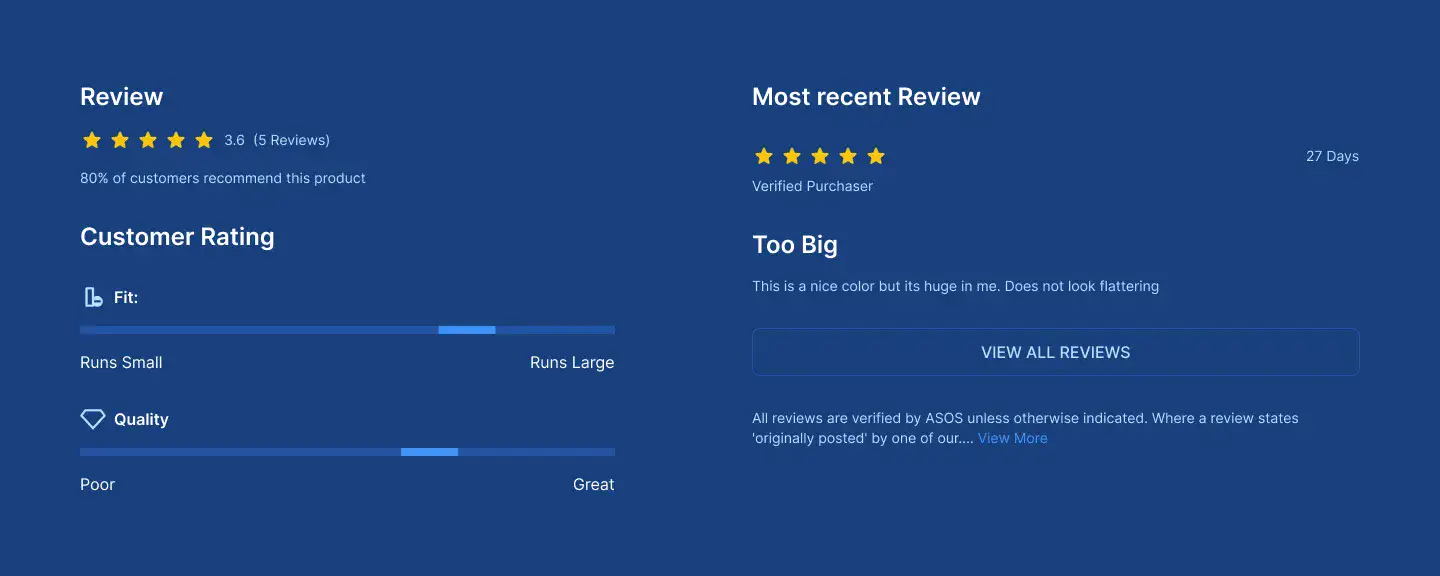 Review
3.6 (5 Reviews)
80% of customers recommend this product
Customer Rating
Fit:
Runs Small
Runs Large
Quality
Poor
Great
Most recent Review
27 Days
Verified Purchaser
Too Big
This is a nice color but its huge in me. Does not look flattering
VIEW ALL REVIEWS
All reviews are verified by ASOS unless otherwise indicated. Where a review states
'originally posted' by one of our.... View More